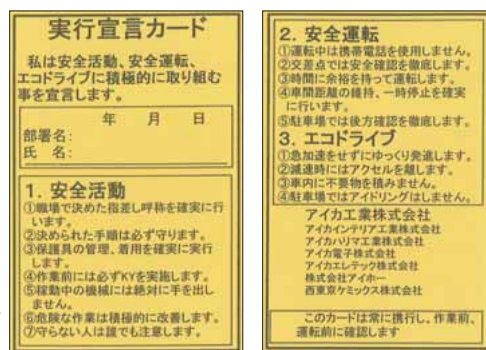 実行宣言カード
私は安全活動、安全運転、
エコドライブに積極的に取り組む
事を宣言します。
年 月 日
部署名:
氏 名:
1. 安全活動
①職場で決めた指差し呼称を確実に行
います。
②決められた手順は必ず守ります。
③保護具の管理、着用を確実に実行
します。
④作業前には必ずKYを実施します。
⑤稼動中の機械には絶対に手を出し
ません。
⑥危険な作業は積極的に改善します。
⑦守らない人は誰でも注意します。
2. 安全運転
①運転中は携帯電話を使用しません。
②交差点では安全確認を徹底します。
③時間に余裕を持って運転します。
④車間距離の維持、一時停止を確実
に行います。
⑤駐車場では後方確認を徹底します。
3. エコドライブ
①急加速をせずにゆっくり発進します。
②減速時にはアクセルを離します。
③車内に不要物を積みません。
④駐車場ではアイドリングはしません。
アイカ工業株式会社
アイカインテリア工業株式会社
アイカハリマ工業株式会社
アイカ電子株式会社
アイカエレテック株式会社
株式会社アイホー
西東京ケミックス株式会社
このカードは常に携行し、作業前、
運転前に確認します